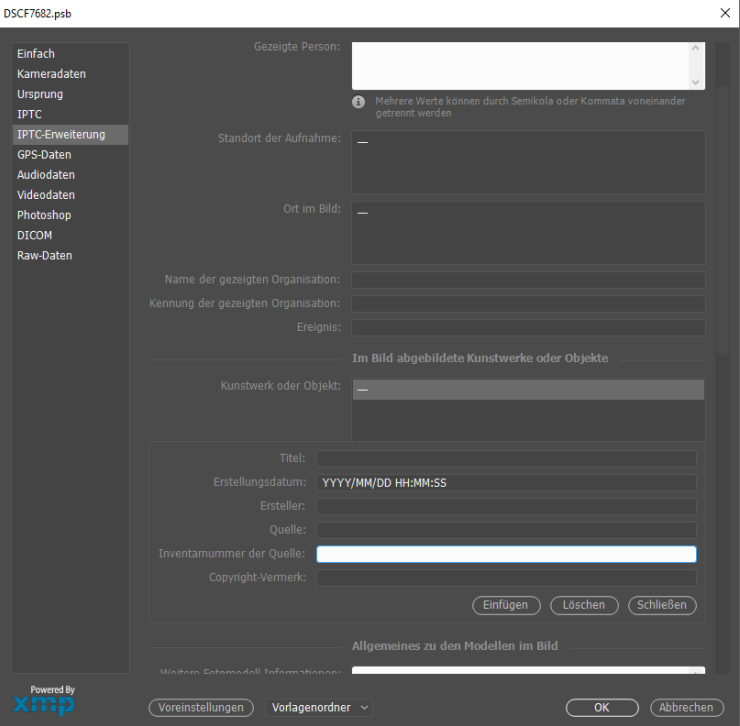 DSCF7682.psb
Einfach
Kameradaten
Ursprung
IPTC
IPTC-Erweiterung
GPS-Daten
Audiodaten
Videodaten
Photoshop
DICOM
Raw-Daten
Gezeigte Person:
Mehrere Werte können durch Semikola oder Kommata voneinander
getrennt werden
Standort der Aufnahme:
—
Ort im Bild:
—
Name der gezeigten Organisation:
Kennung der gezeigten Organisation:
Ereignis:
Im Bild abgebildete Kunstwerke oder Objekte
Kunstwerk oder Objekt:
—
Titel:
Erstellungsdatum: YYYY/MM/DD HH:MM:SS
Ersteller:
Quelle:
Inventarnummer der Quelle:
Copyright-Vermerk:
Einfügen Löschen Schließen
Allgemeines zu den Modellen im Bild
Weitere Fotomodell Informationen:
Powered By
xmp
Voreinstellungen Vorlagenordner OK Abbrechen